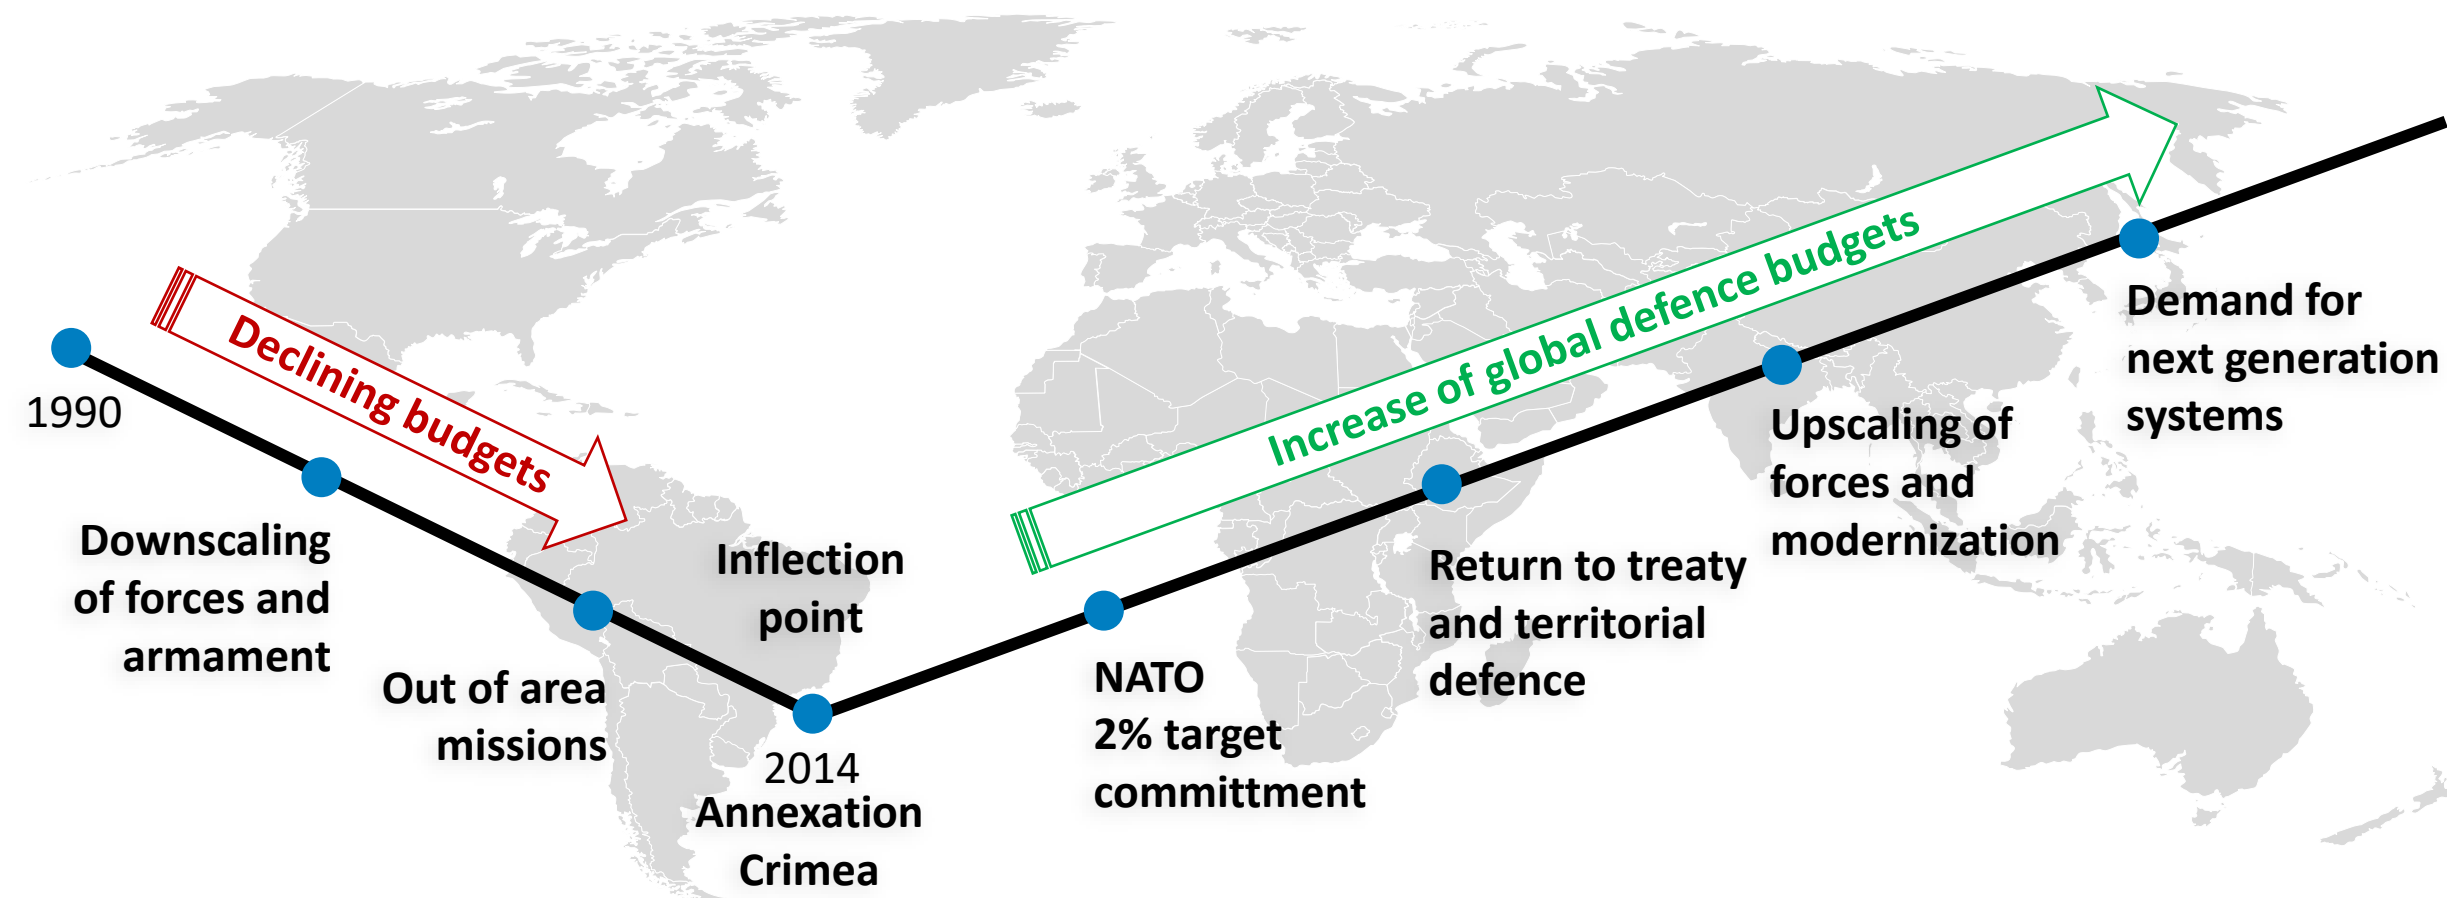 Declining budgets
Increase of global defence budgets
1990
Downscaling
of forces and
armament
Out of area
missions
Inflection
point
2014
Annexation
Crimea
NATO
2% target
committment
Return to treaty
and territorial
defence
Upscaling of
forces and
modernization
Demand for
next generation
systems